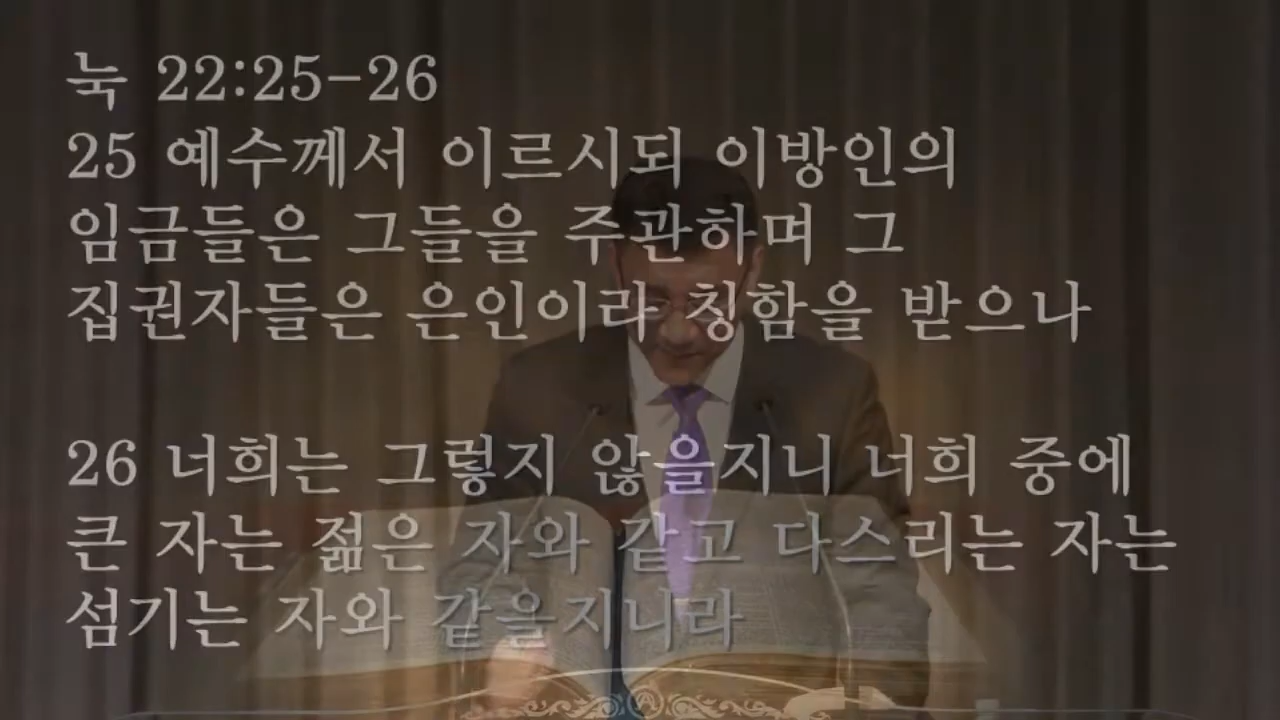 눅 22:25-26
25 예수께서 이르시되 이방인의
임금들은 그들을 주관하며 그
집권자들은 은인이라 칭함을 받으나
26 너희는 그렇지 않을지니 너희 중에
큰 자는 젊은 자와 같고 다스리는 자는
섬기는 자와 같을지니라